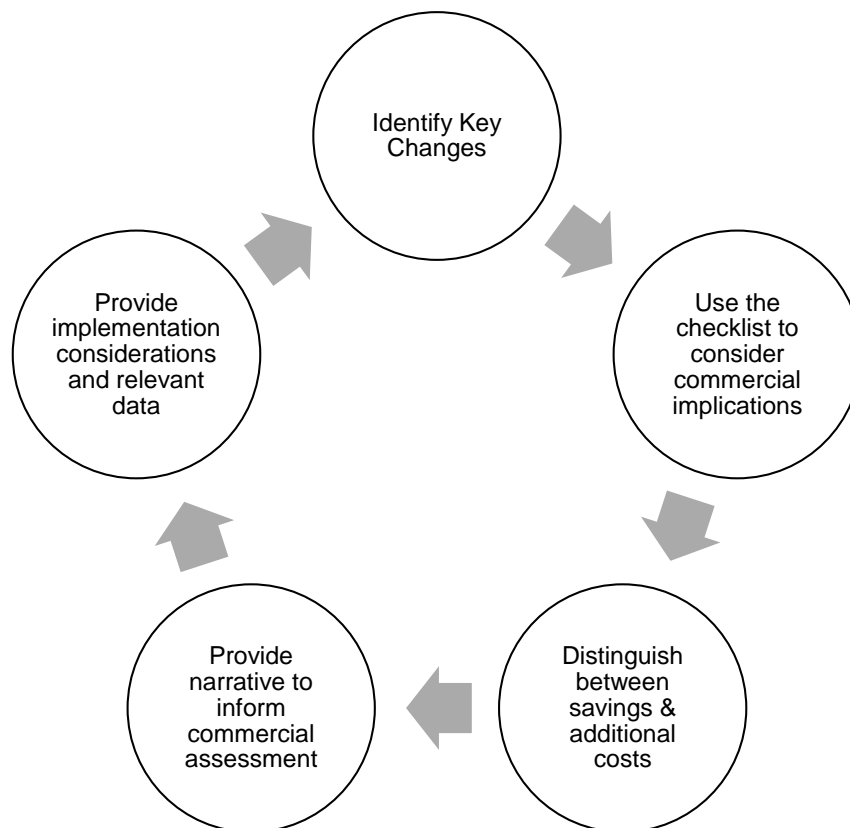 Identify Key
Changes
Use the
checklist to
consider
commercial
implications
Distinguish
between
savings &
additional
costs
Provide
narrative to
inform
commercial
assessment
Provide
implementation
considerations
and relevant
data